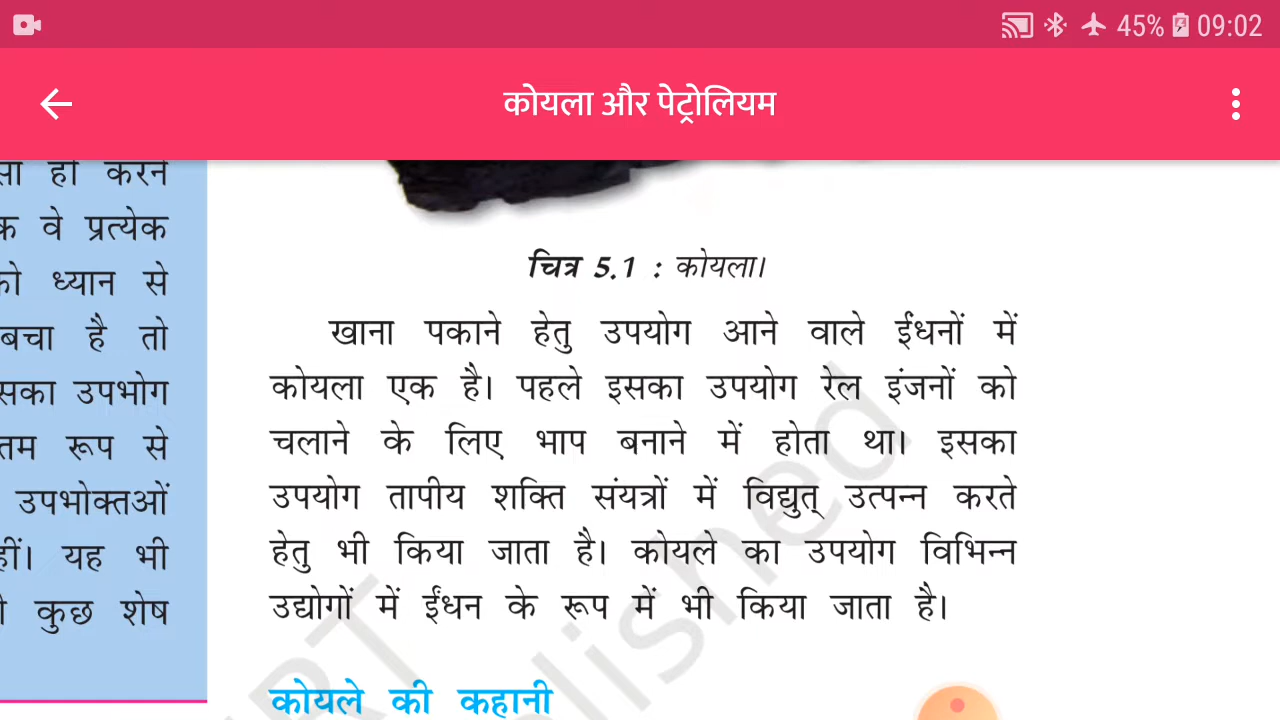 45% 09:02
कोयला और पेट्रोलियम
ही करने
वे प्रत्येक
ध्यान से
बचा है तो
उपभोग
रूप से
उपभोक्तओं
यह भी
कुछ शेष
चित्र 5.1 : कोयला।
खाना पकाने हेतु उपयोग आने वाले ईंधनों में
कोयला एक है। पहले इसका उपयोग रेल इंजनों को
चलाने के लिए भाप बनाने में होता था। इसका
उपयोग तापीय शक्ति संयत्रों में विद्युत् उत्पन्न करते
हेतु भी किया जाता है। कोयले का उपयोग विभिन्न
उद्योगों में ईंधन के रूप में भी किया जाता है।
कोयले की कहानी